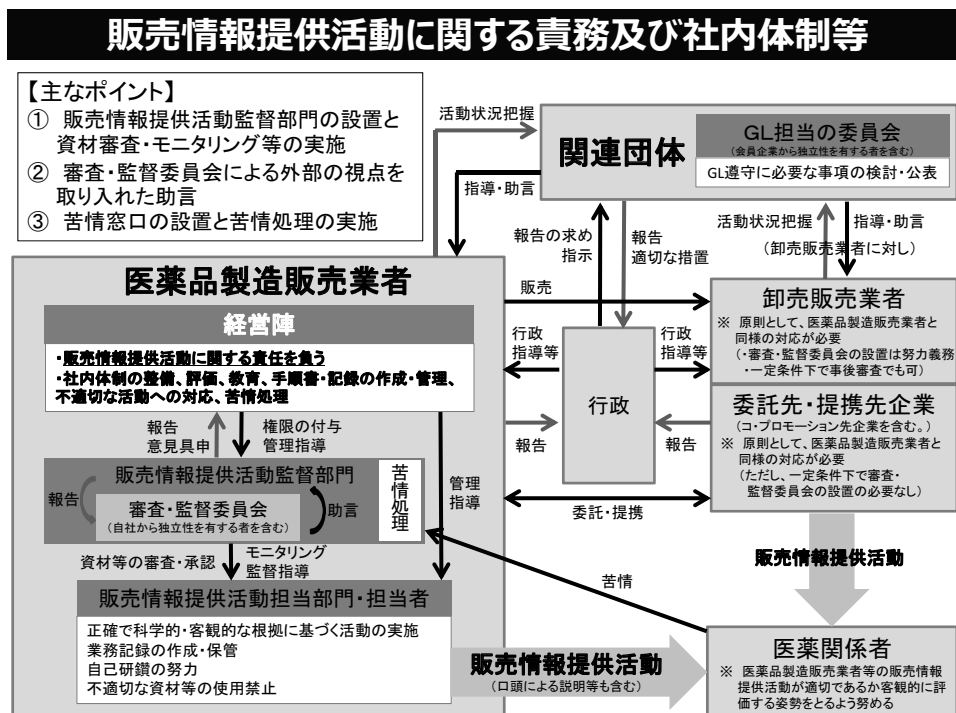 販売情報提供活動に関する責務及び社内体制等
【主なポイント】
① 販売情報提供活動監督部門の設置と
資材審査・モニタリング等の実施
② 審査・監督委員会による外部の視点を
取り入れた助言
③ 苦情窓口の設置と苦情処理の実施
活動状況把握
関連団体
GL担当の委員会
(会員企業から独立性を有する者を含む)
GL遵守に必要な事項の検討・公表
指導・助言
報告の求め
指示
報告
適切な措置
活動状況把握
指導・助言
(卸売販売業者に対し)
医薬品製造販売業者
経営陣
・販売情報提供活動に関する責任を負う
・社内体制の整備、評価、教育、手順書・記録の作成・管理、
不適切な活動への対応、苦情処理
販売
行政
指導等
報告
行政
行政
指導等
報告
卸売販売業者
※ 原則として、医薬品製造販売業者と
同様の対応が必要
(・審査・監督委員会の設置は努力義務
・一定条件下で事後審査でも可)
委託先・提携先企業
(コ・プロモーション先企業を含む。)
※ 原則として、医薬品製造販売業者と
同様の対応が必要
(ただし、一定条件下で審査・
監督委員会の設置の必要なし)
報告
意見具申
権限の付与
管理指導
販売情報提供活動監督部門
報告
審査・監督委員会
(自社から独立性を有する者を含む)
助言
苦情処理
管理
指導
委託・提携
資材等の審査・承認
モニタリング
監督指導
苦情
販売情報提供活動
販売情報提供活動担当部門・担当者
正確で科学的・客観的な根拠に基づく活動の実施
業務記録の作成・保管
自己研鑽の努力
不適切な資材等の使用禁止
販売情報提供活動
(口頭による説明等も含む)
医薬関係者
※ 医薬品製造販売業者等の販売情報
提供活動が適切であるか客観的に評
価する姿勢をとるよう努める